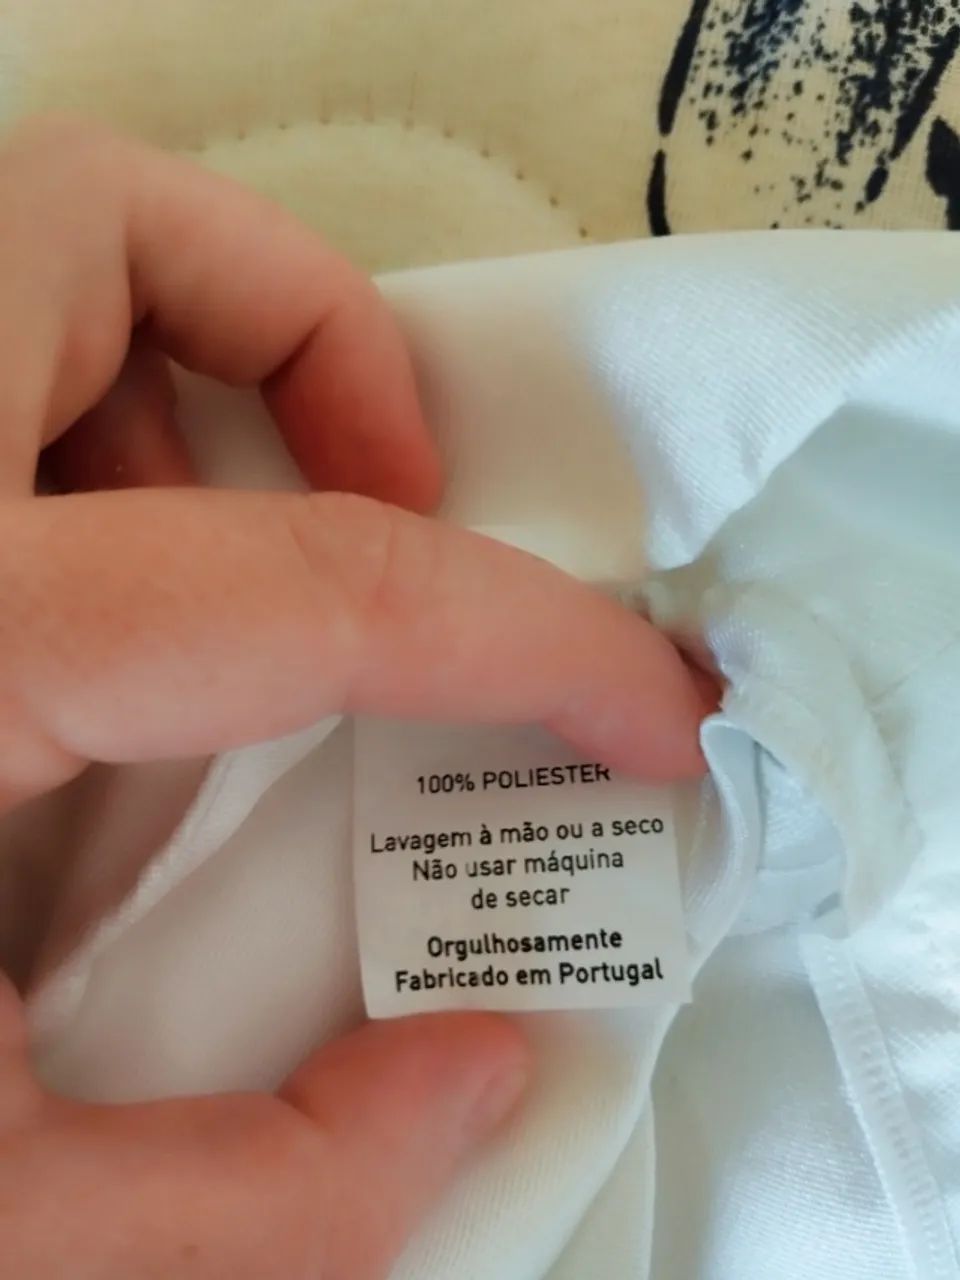 100% POLIESTER
Lavagem à mão ou a seco
Não usar máquina
de secar
Orgulhosamente
Fabricado em Portugal